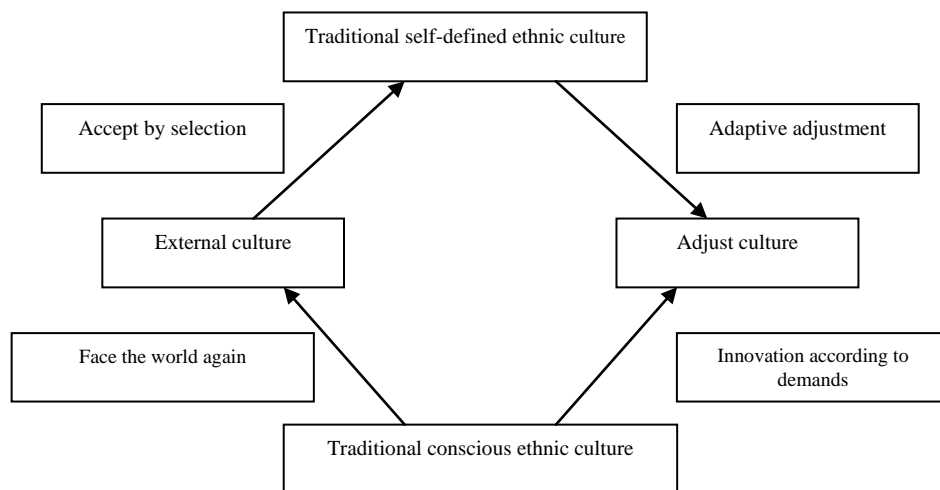 Traditional self-defined ethnic culture
Accept by selection
Adaptive adjustment
External culture
Adjust culture
Face the world again
Innovation according to
demands
Traditional conscious ethnic culture